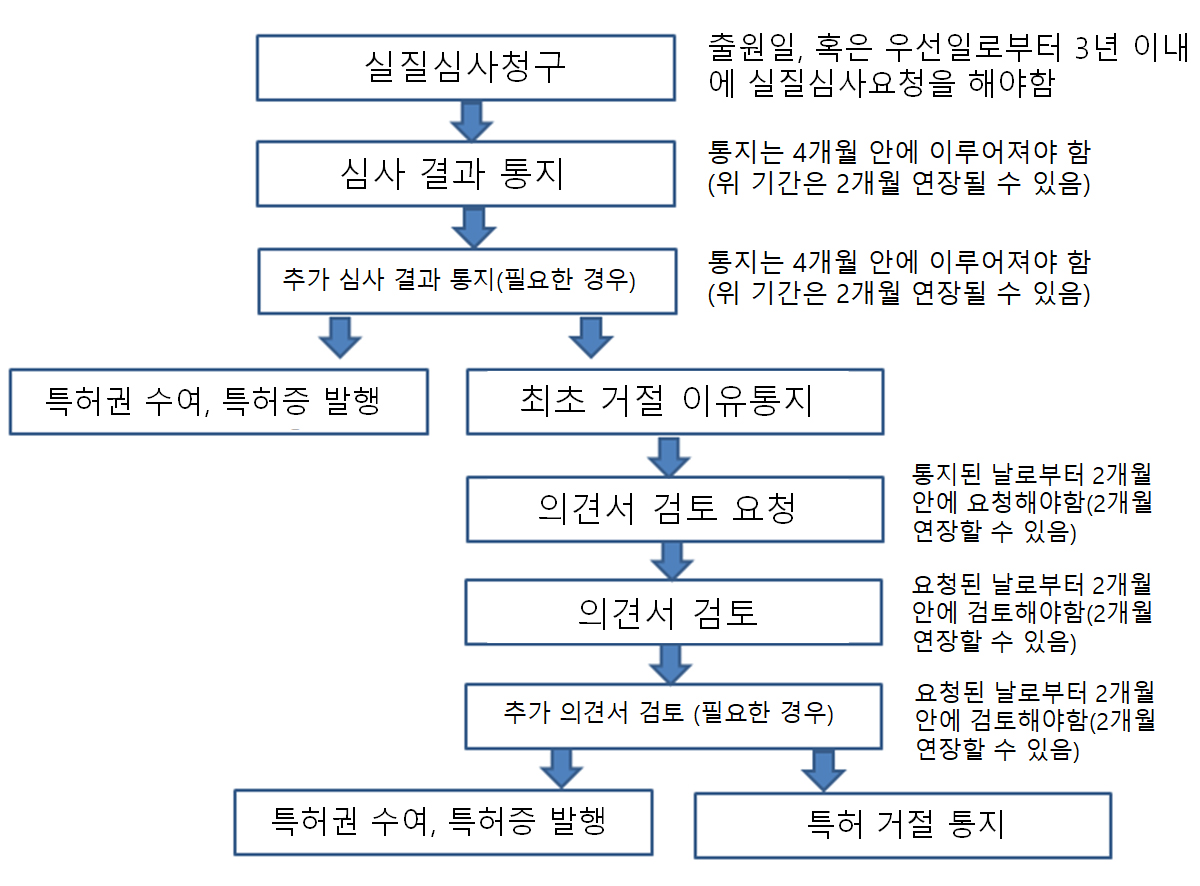 실질심사청구
출원일, 혹은 우선일로부터 3년 이내
에 실질심사요청을 해야함
심사 결과 통지
통지는 4개월 안에 이루어져야 함
(위 기간은 2개월 연장될 수 있음)
추가 심사 결과 통지(필요한 경우)
통지는 4개월 안에 이루어져야 함
(위 기간은 2개월 연장될 수 있음)
특허권 수여, 특허증 발행
최초 거절 이유통지
의견서 검토 요청
통지된 날로부터 2개월
안에 요청해야함(2개월
연장할 수 있음)
의견서 검토
요청된 날로부터 2개월
안에 검토해야함(2개월
연장할 수 있음)
추가 의견서 검토 (필요한 경우)
요청된 날로부터 2개월
안에 검토해야함(2개월
연장할 수 있음)
특허권 수여, 특허증 발행
특허 거절 통지